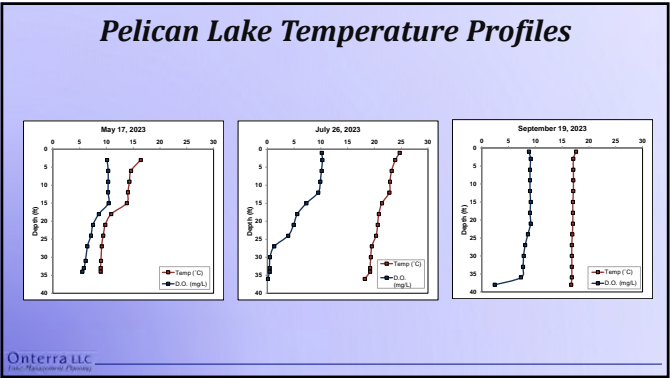 Pelican Lake Temperature Profiles
May 17, 2023
0 5 10 15 20 25 30
0
5
10
15
20
25
30
35
40
Depth (ft)
Temp (˚C)
D.O. (mg/L)
July 26, 2023
0 5 10 15 20 25 30
0
5
10
15
20
25
30
35
40
Depth (ft)
Temp (˚C)
D.O.
(mg/L)
September 19, 2023
0 5 10 15 20 25 30
0
5
10
15
20
25
30
35
40
Depth (ft)
Temp (˚C)
D.O. (mg/L)
Onterra LLC
Lake Management Planning